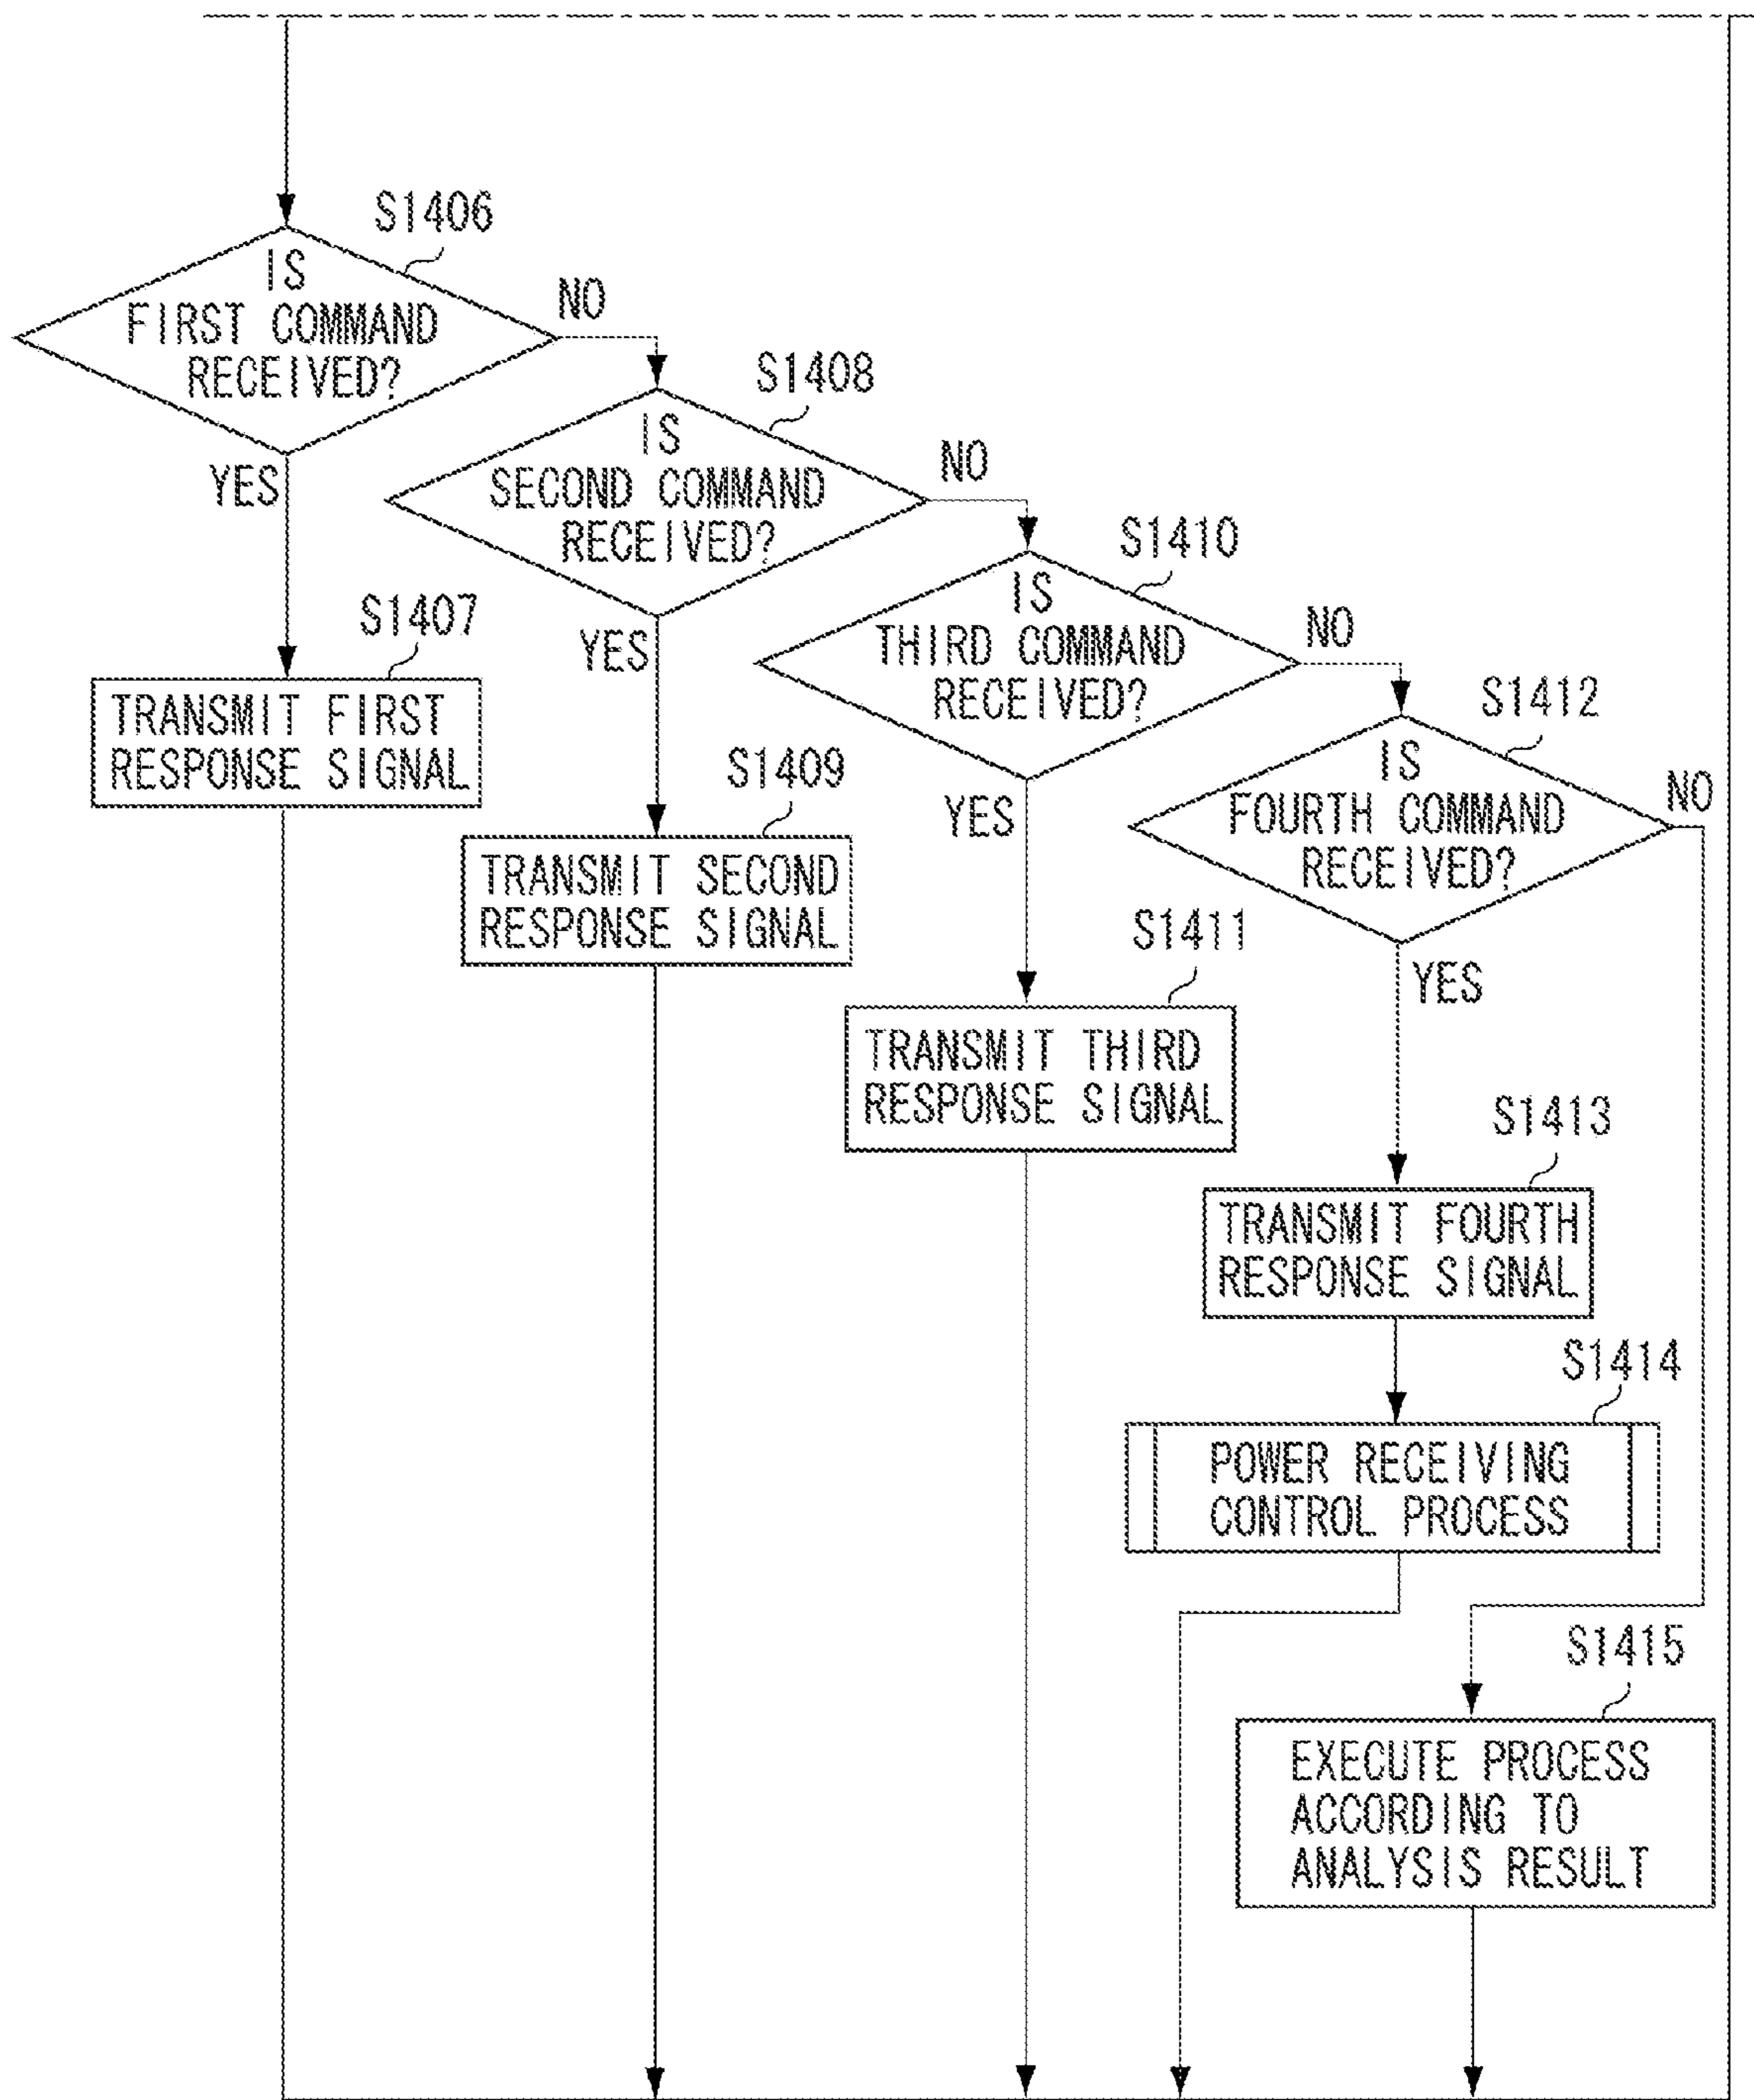 S1406
IS
FIRST COMMAND
RECEIVED?
NO
YES
S1407
TRANSMIT FIRST
RESPONSE SIGNAL
S1408
IS
SECOND COMMAND
RECEIVED?
NO
YES
S1409
TRANSMIT SECOND
RESPONSE SIGNAL
S1410
IS
THIRD COMMAND
RECEIVED?
NO
YES
S1411
TRANSMIT THIRD
RESPONSE SIGNAL
S1412
IS
FOURTH COMMAND
RECEIVED?
NO
YES
S1413
TRANSMIT FOURTH
RESPONSE SIGNAL
S1414
POWER RECEIVING
CONTROL PROCESS
S1415
EXECUTE PROCESS
ACCORDING TO
ANALYSIS RESULT